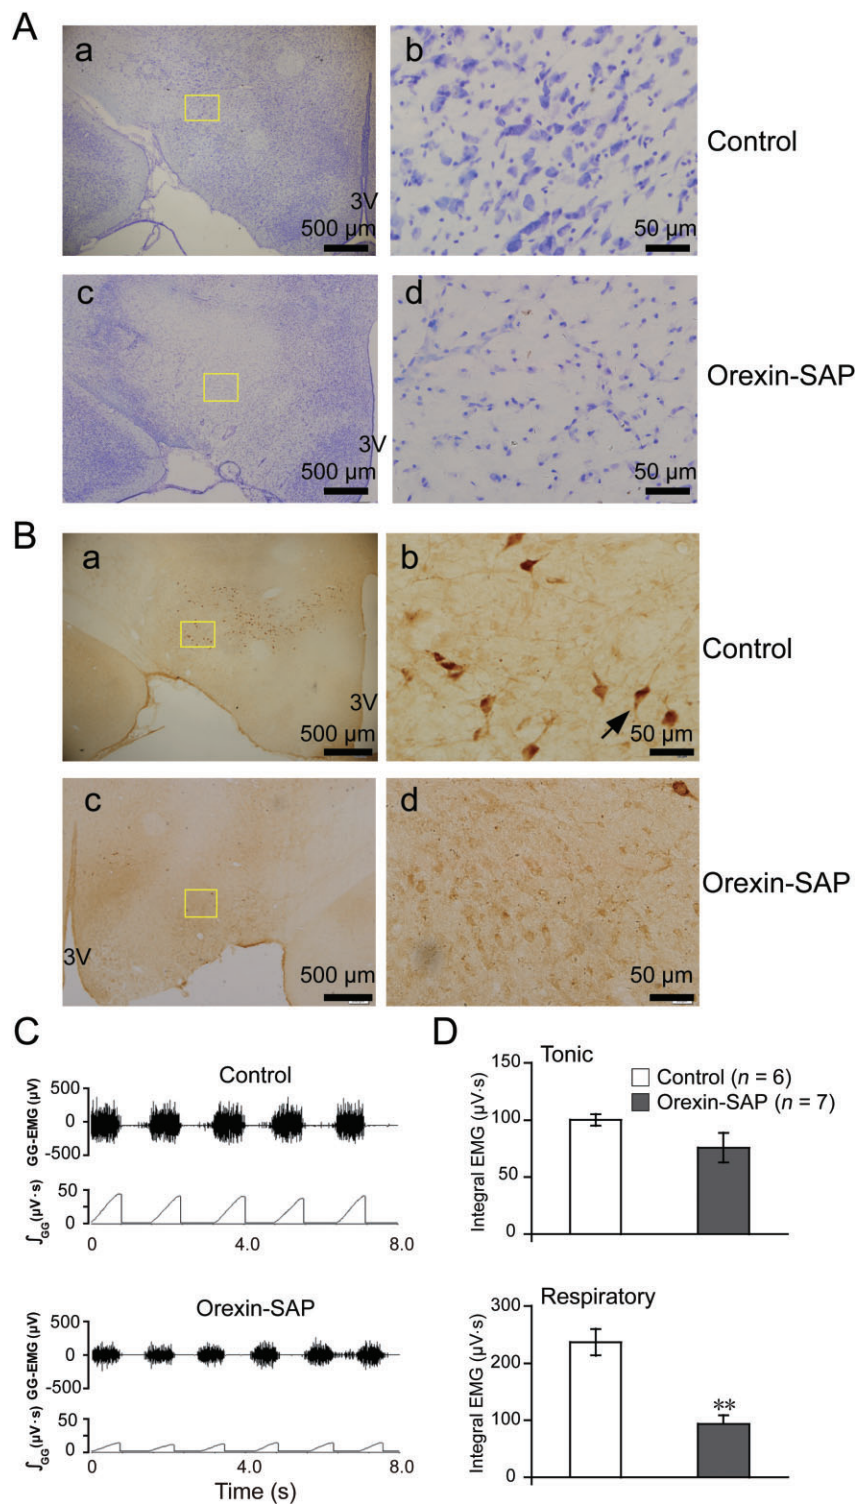 A
a
3V
500 µm
b
50 µm
Control
c
3V
500 µm
d
50 µm
Orexin-SAP
B
a
3V
500 µm
b
50 µm
Control
c
3V
500 µm
d
50 µm
Orexin-SAP
C
Control
GG-EMG (µV)
500
0
-500
∫GG (µV·s)
50
0
0 4.0 8.0
Orexin-SAP
GG-EMG (µV)
500
0
-500
∫GG (µV·s)
50
0
0 4.0 8.0
Time (s)
D
Tonic
Control (n = 6)
Orexin-SAP (n = 7)
Integral EMG (µV·s)
150
100
50
0
Respiratory
Integral EMG (µV·s)
300
200
100
0
**